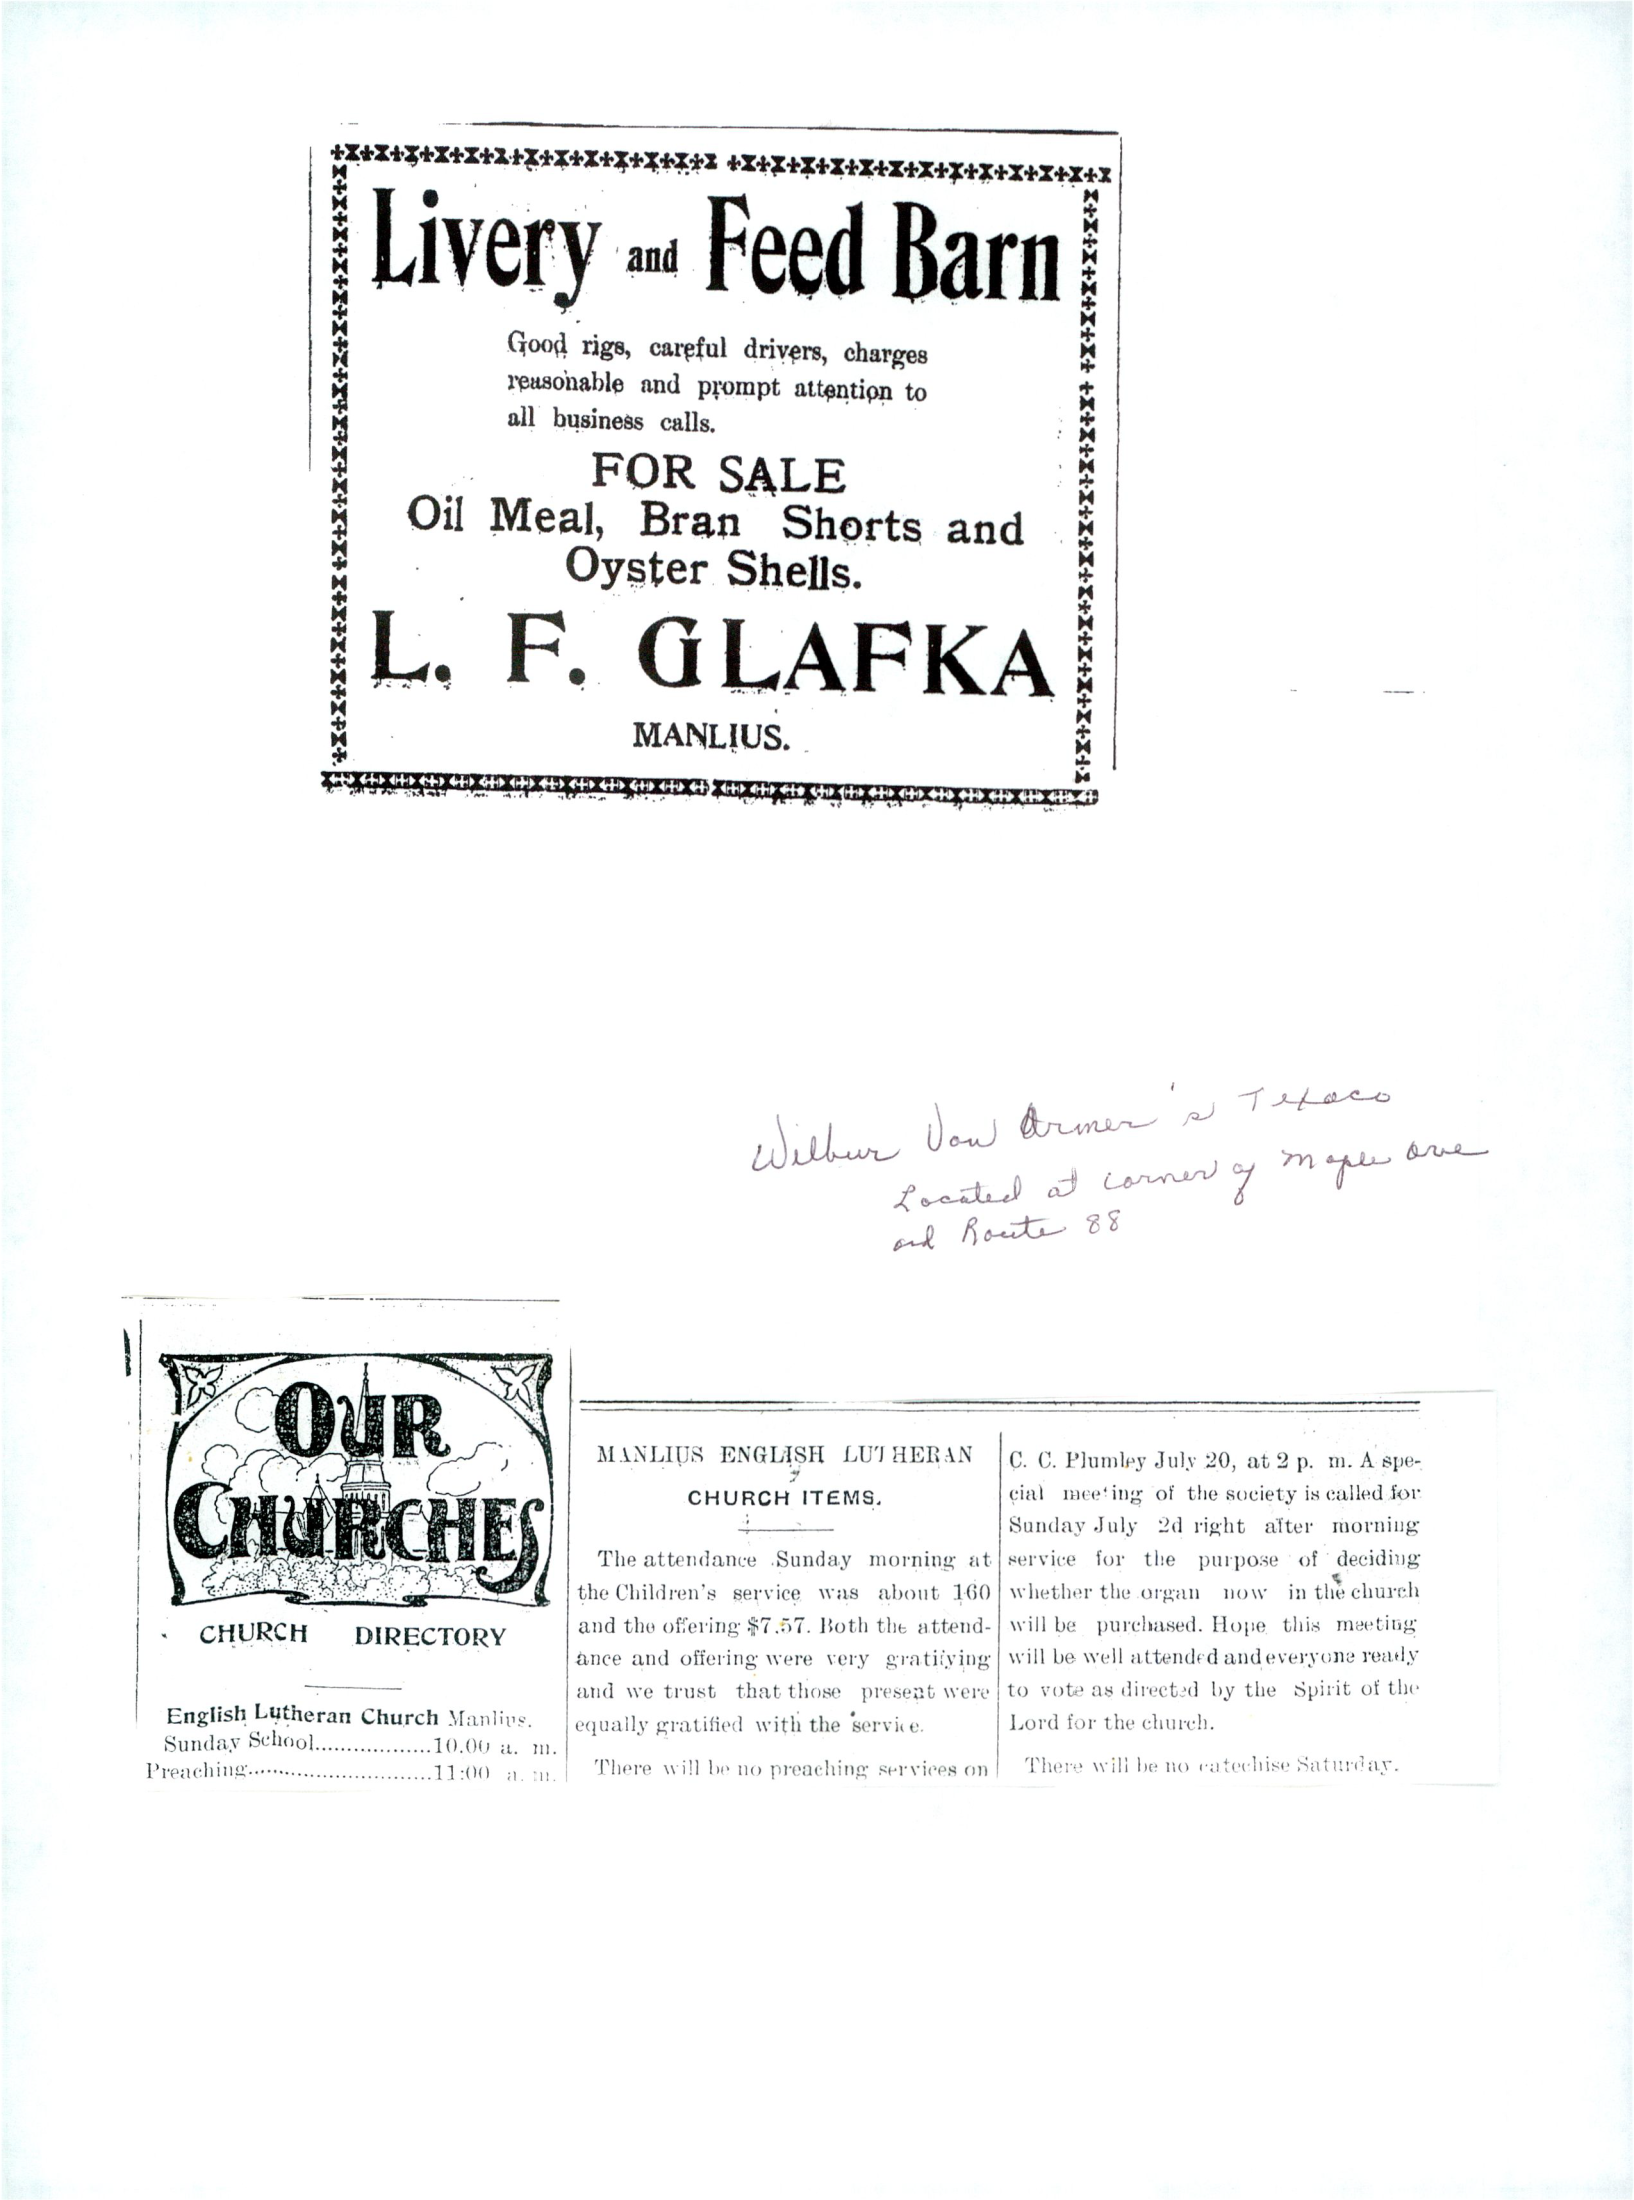 Livery and Feed Barn
Good rigs, careful drivers, charges
reasonable and prompt attention to
all business calls.
FOR SALE
Oil Meal, Bran Shorts and
Oyster Shells.
L. F. GLAFKA
MANLIUS.
Wilbur Van Armer's Texaco
Located at corner of Maple Ave
and Route 88
OUR
CHURCHES
CHURCH DIRECTORY
English Lutheran Church Manlius.
Sunday School..................10.00 a. m.
Preaching.............................11:00 a. m.
MANLIUS ENGLISH LUTHERAN
CHURCH ITEMS.
The attendance Sunday morning at
the Children's service was about 160
and the offering $7.57. Both the attend-
ance and offering were very gratifying
and we trust that those present were
equally gratified with the service.
There will be no preaching services on
C. C. Plumley July 20, at 2 p. m. A spe-
cial meeting of the society is called for
Sunday July 2d right after morning
service for the purpose of deciding
whether the organ now in the church
will be purchased. Hope this meeting
will be well attended and everyone ready
to vote as directed by the Spirit of the
Lord for the church.
There will be no catechise Saturday.